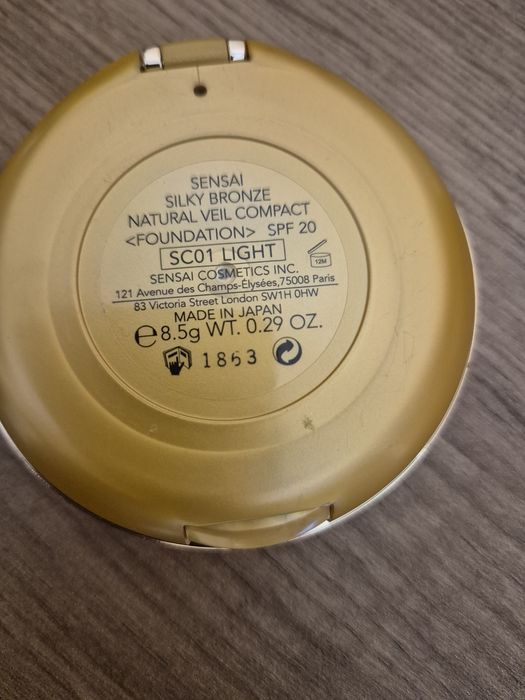 SENSAI
SILKY BRONZE
NATURAL VEIL COMPACT
<FOUNDATION> SPF 20
SC01 LIGHT
12M
SENSAI COSMETICS INC.
121 Avenue des Champs-Élysées,75008 Paris
83 Victoria Street London SW1H 0HW
MADE IN JAPAN
e8.5g WT. 0.29 OZ.
1863